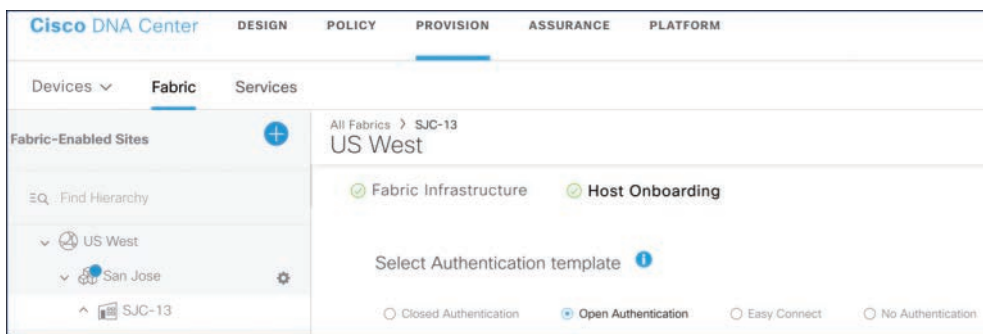 Cisco DNA Center DESIGN POLICY PROVISION ASSURANCE PLATFORM
Devices Fabric Services
Fabric-Enabled Sites
All Fabrics > SJC-13
US West
Fabric Infrastructure Host Onboarding
Find Hierarchy
US West
San Jose
SJC-13
Select Authentication template
Closed Authentication Open Authentication Easy Connect No Authentication